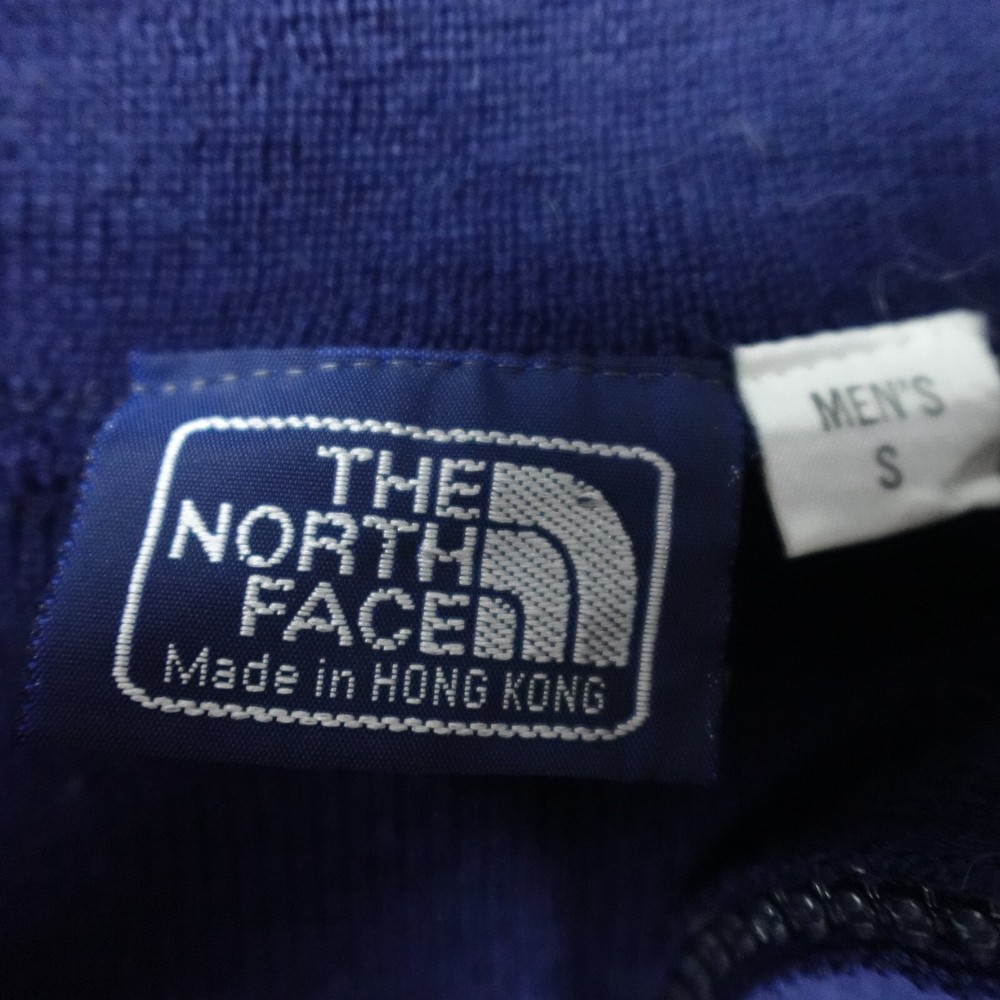 THE
NORTH
FACE
Made in HONG KONG
MEN'S
S